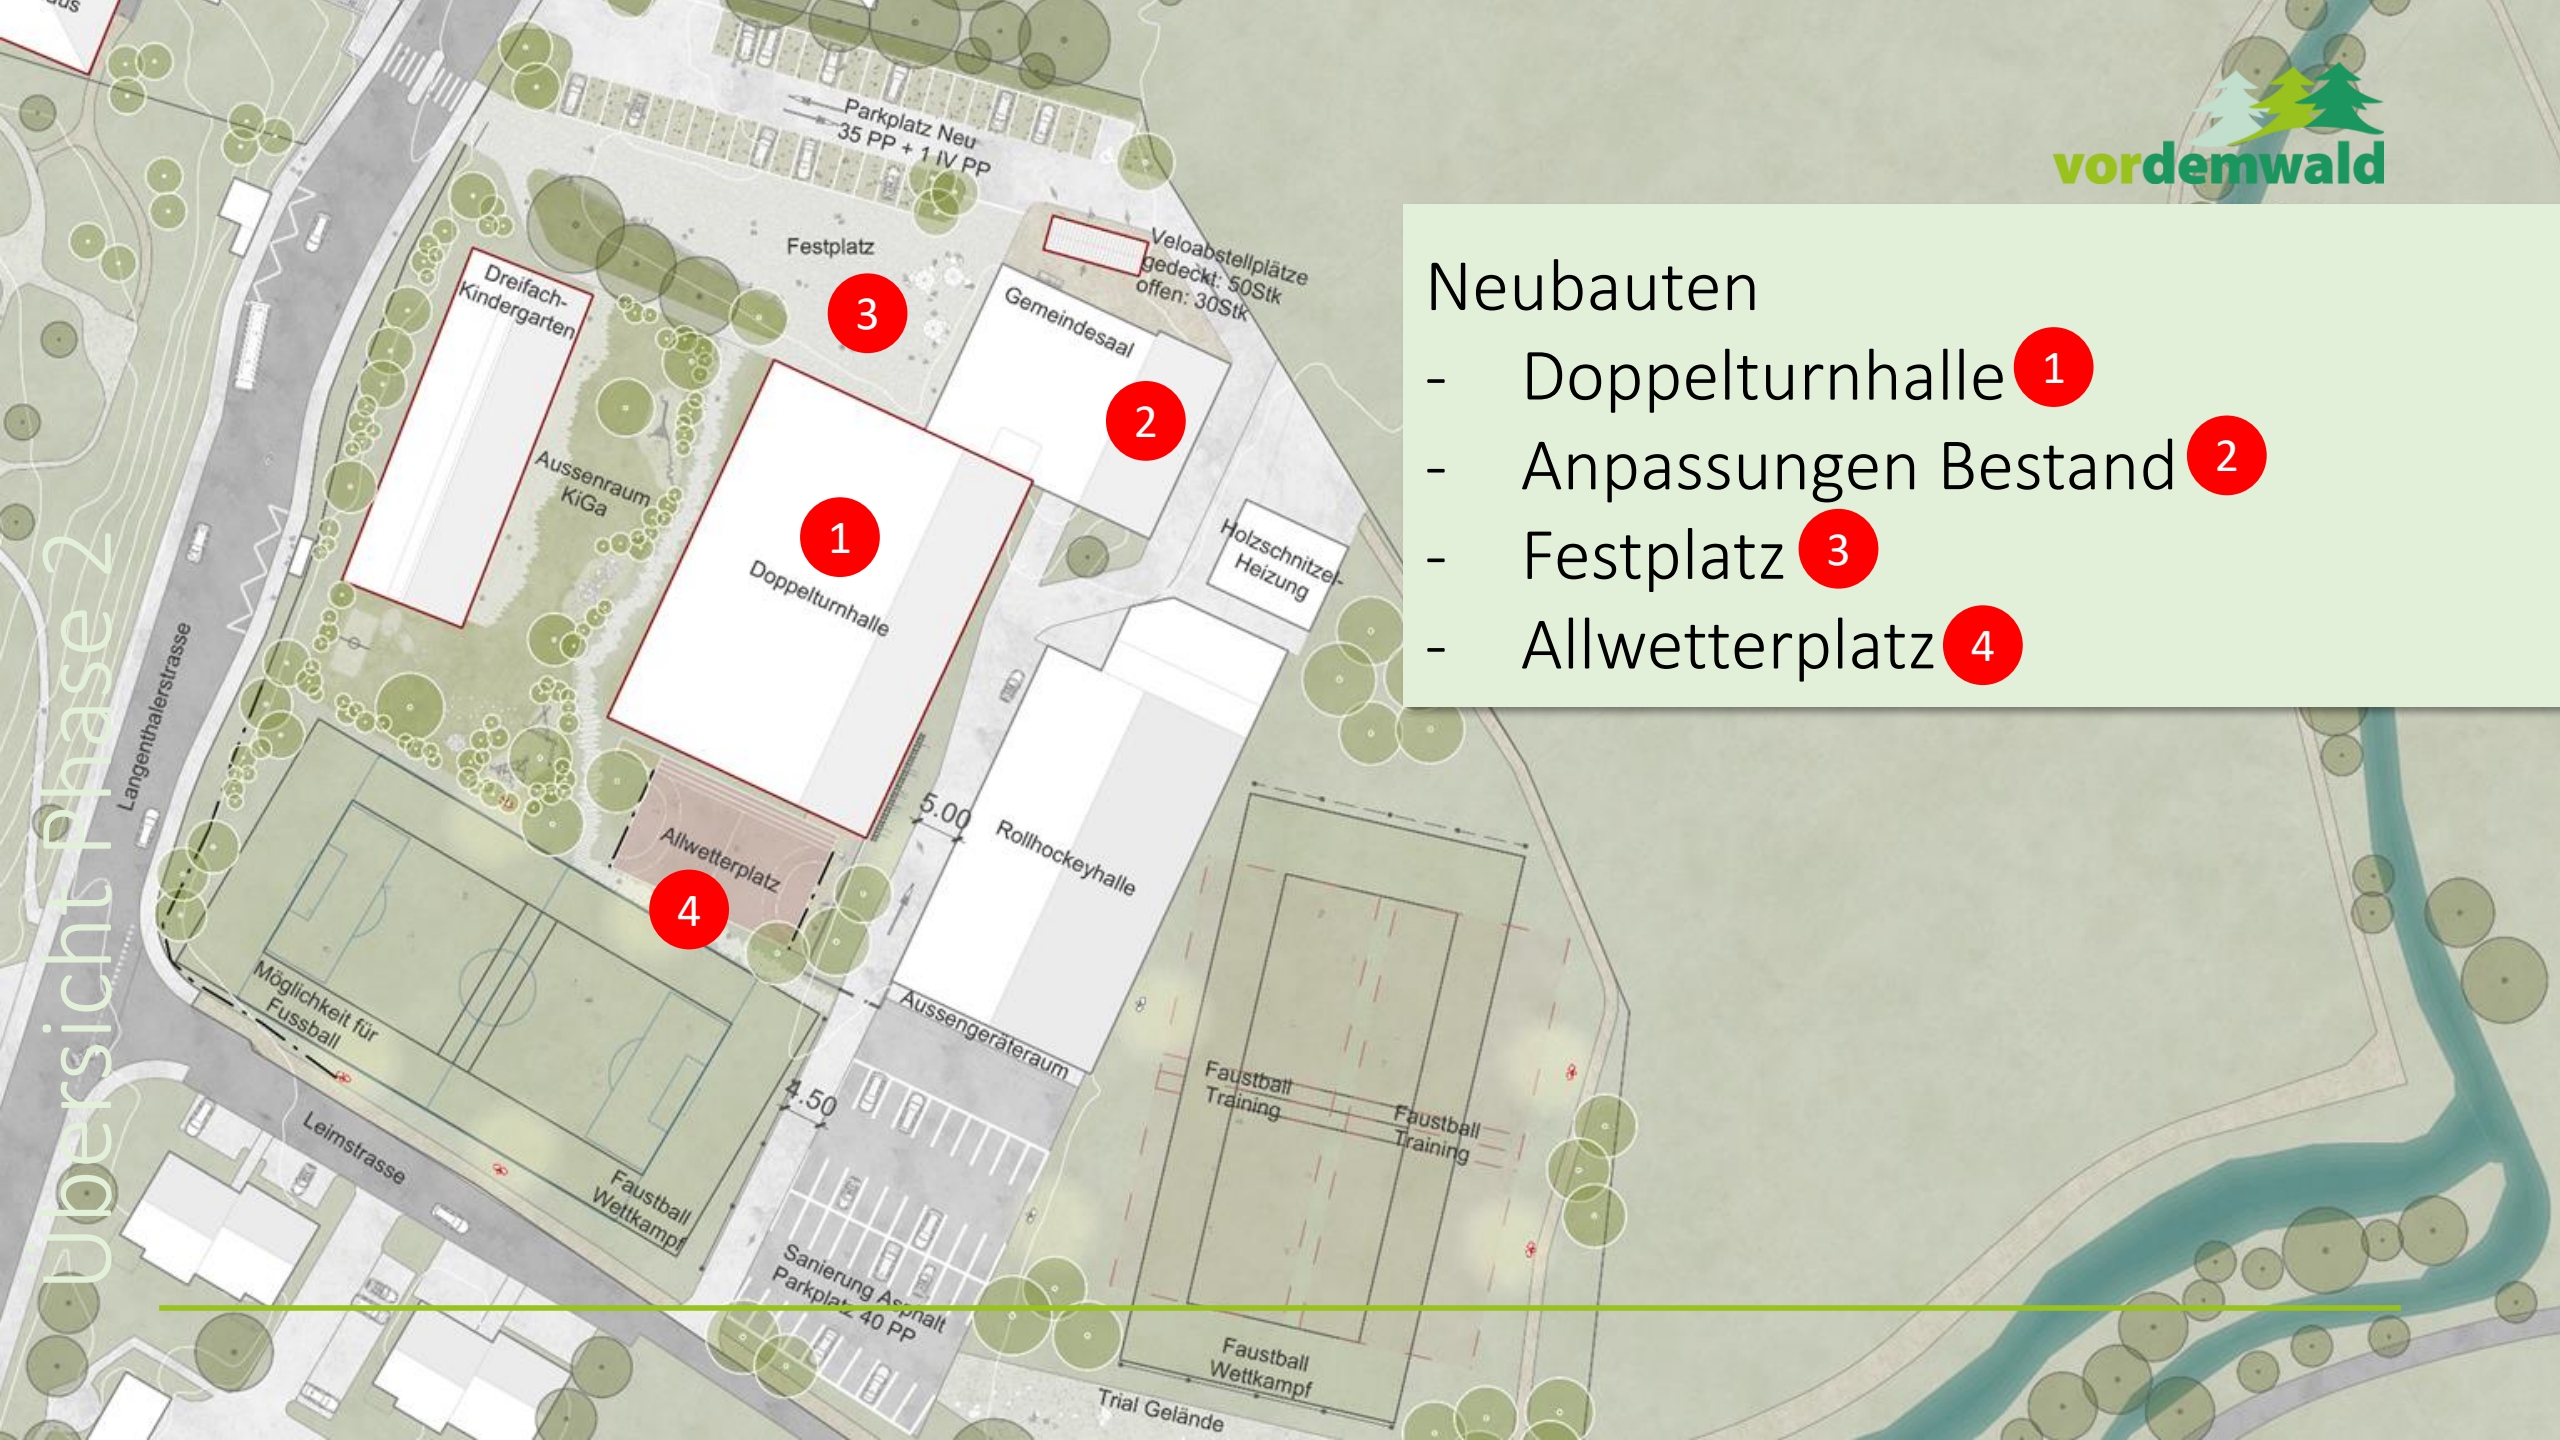 Übersicht Phase 2
vordemwald
Neubauten
- Doppelturnhalle 1
- Anpassungen Bestand 2
- Festplatz 3
- Allwetterplatz 4
Parkplatz Neu
35 PP + 1 IV PP
Festplatz
3
Veloabstellplätze
gedeckt: 50Stk
offen: 30Stk
Dreifach-
Kindergarten
Gemeindesaal
2
Aussenraum
KiGa
1
Doppelturnhalle
Holzschnitzel-
Heizung
Langenthalerstrasse
Allwetterplatz
4
5.00
Rollhockeyhalle
Aussengeräteraum
Möglichkeit für
Fussball
4.50
Leimstrasse
Faustball
Wettkampf
Faustball
Training
Faustball
Training
Sanierung Asphalt
Parkplatz 40 PP
Faustball
Wettkampf
Trial Gelände